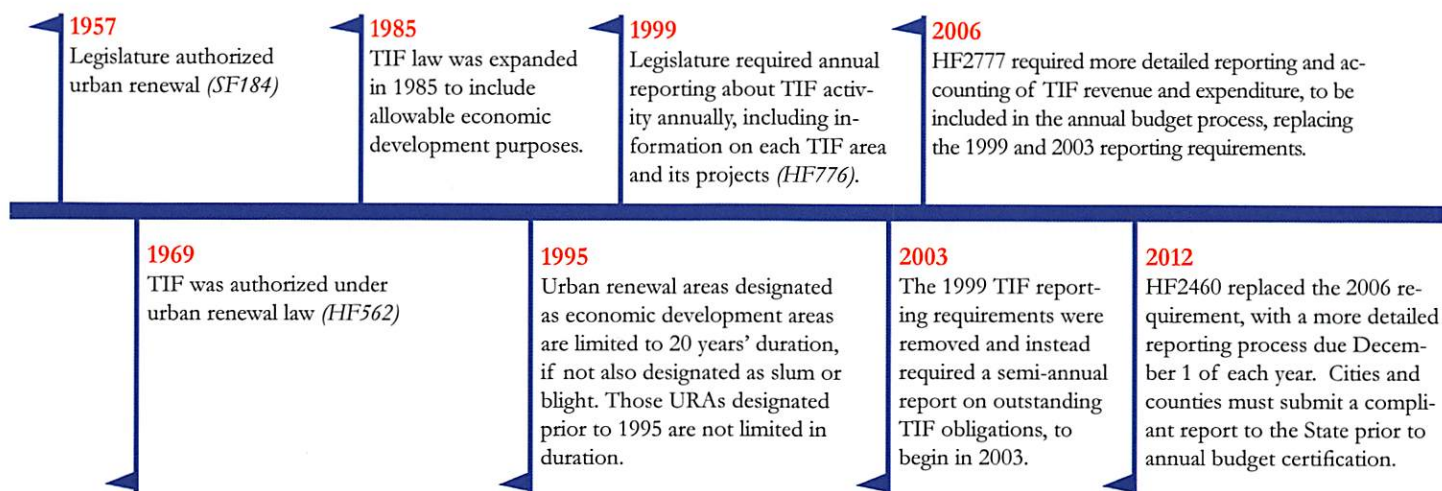 1957
Legislature authorized
urban renewal (SF184)
1985
TIF law was expanded
in 1985 to include
allowable economic
development purposes.
1999
Legislature required annual
reporting about TIF activ-
ity annually, including in-
formation on each TIF area
and its projects (HF776).
2006
HF2777 required more detailed reporting and ac-
counting of TIF revenue and expenditure, to be
included in the annual budget process, replacing
the 1999 and 2003 reporting requirements.
1969
TIF was authorized under
urban renewal law (HF562)
1995
Urban renewal areas designated
as economic development areas
are limited to 20 years' duration,
if not also designated as slum or
blight. Those URAs designated
prior to 1995 are not limited in
duration.
2003
The 1999 TIF report-
ing requirements were
removed and instead
required a semi-annual
report on outstanding
TIF obligations, to
begin in 2003.
2012
HF2460 replaced the 2006 re-
quirement, with a more detailed
reporting process due Decem-
ber 1 of each year.  Cities and
counties must submit a compli-
ant report to the State prior to
annual budget certification.